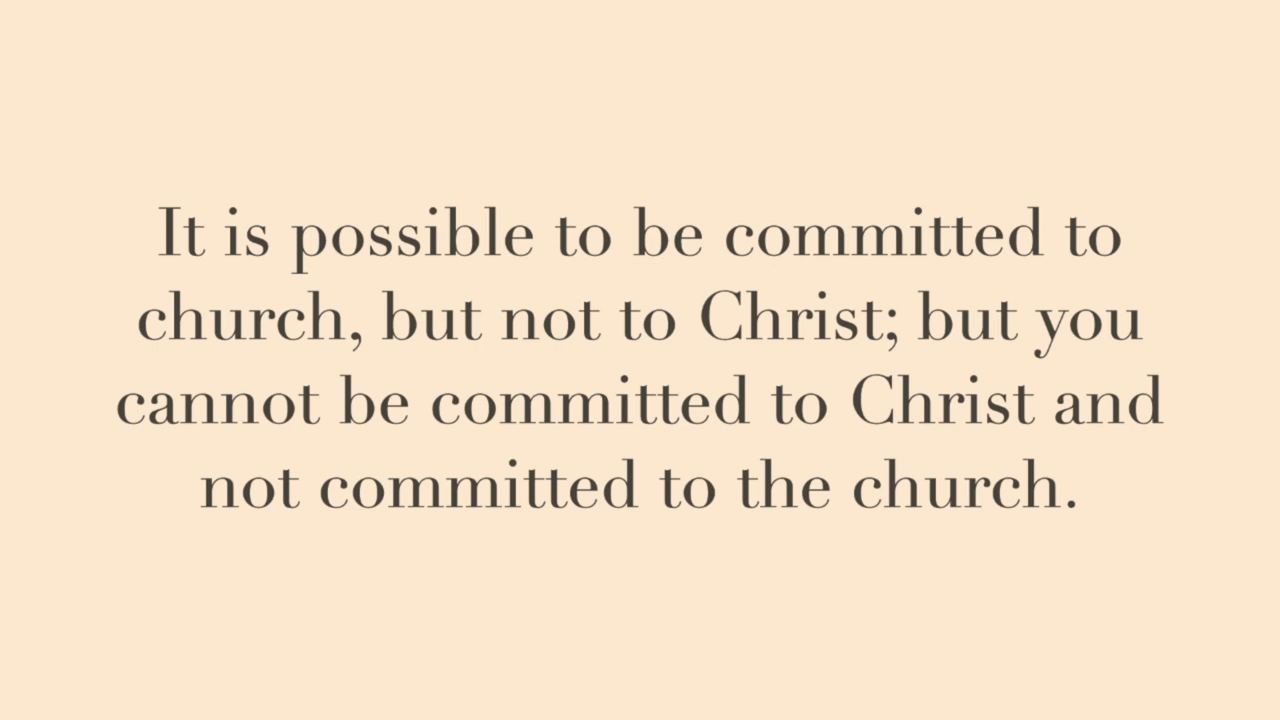 It is possible to be committed to
church, but not to Christ; but you
cannot be committed to Christ and
not committed to the church.